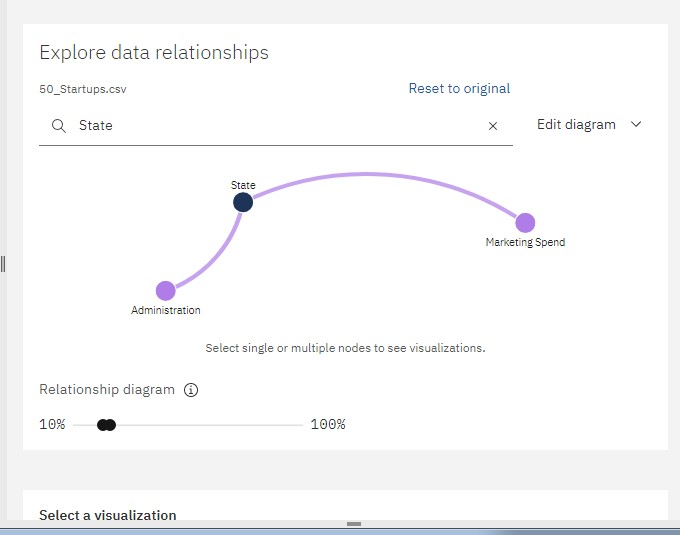 Explore data relationships
50_Startups.csv
Reset to original
State
Edit diagram
State
Marketing Spend
Administration
Select single or multiple nodes to see visualizations.
Relationship diagram
10%
100%
Select a visualization